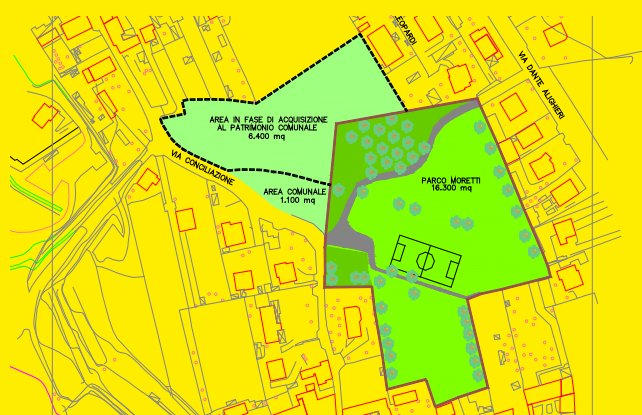 EOPARDI
VIA DANTE ALIGHIERI
AREA IN FASE DI ACQUISIZIONE
AL PATRIMONIO COMUNALE
6.400 mq
VIA CONCILIAZIONE
PARCO MORETTI
16.300 mq
AREA COMUNALE
1.100 mq